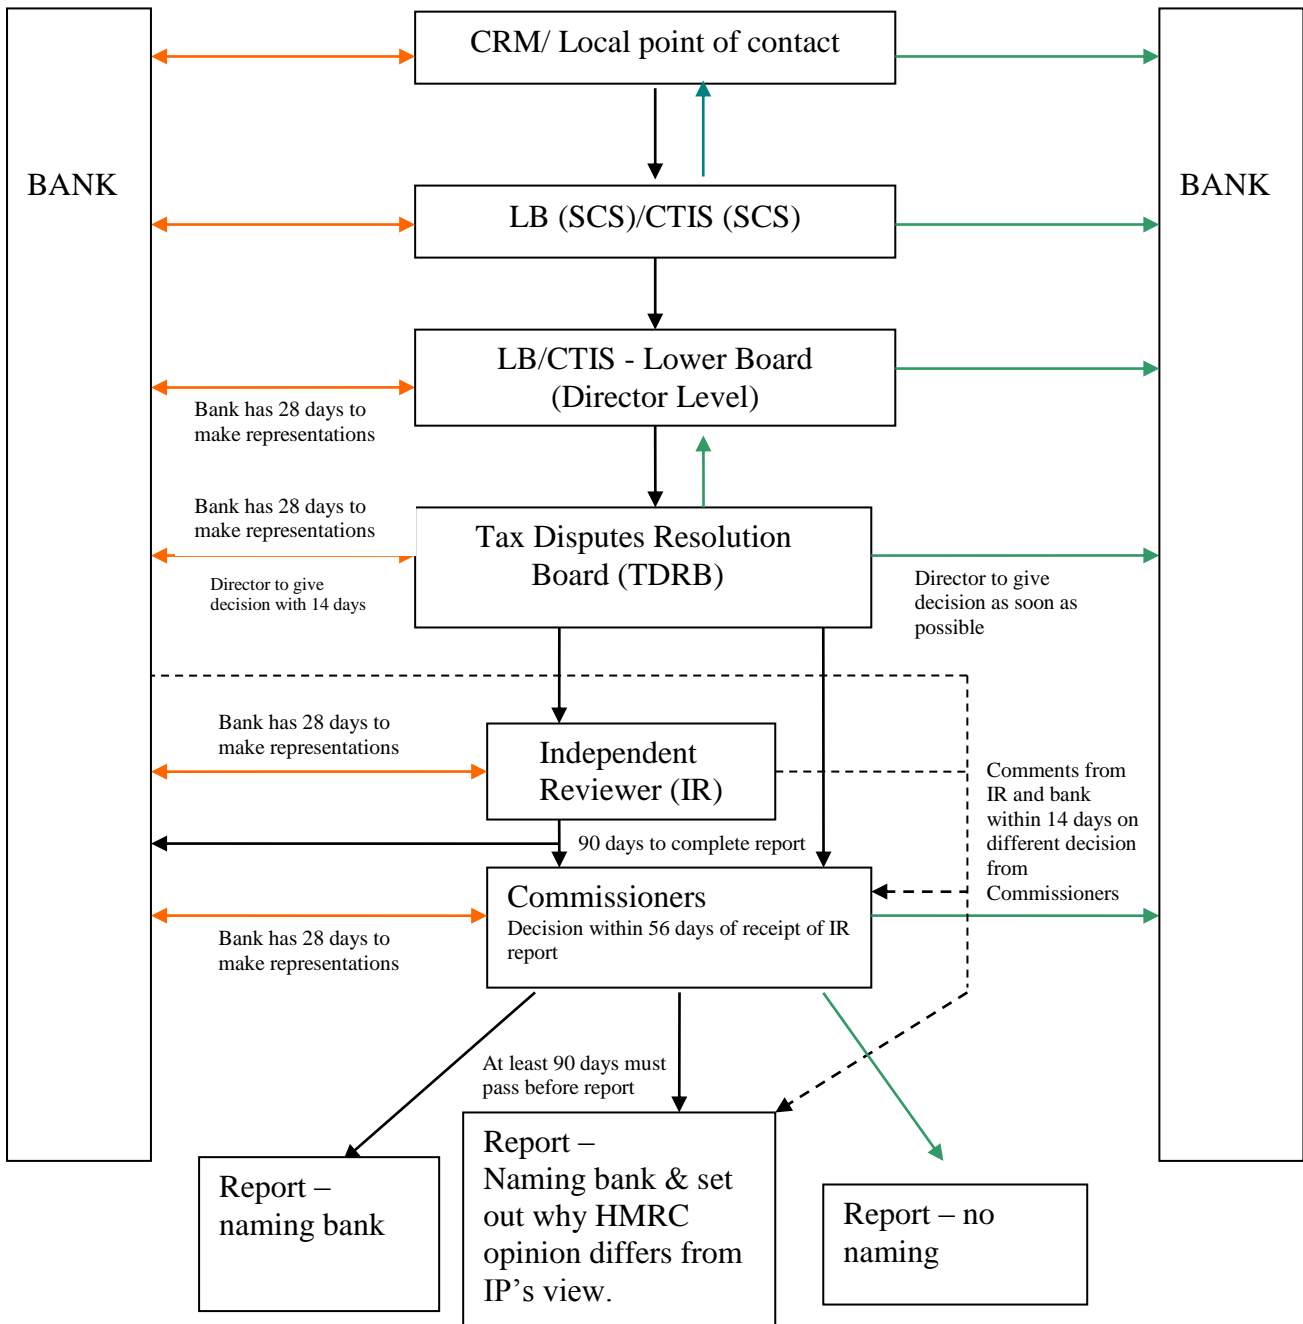 CRM/ Local point of contact
BANK
BANK
LB (SCS)/CTIS (SCS)
LB/CTIS - Lower Board
(Director Level)
Bank has 28 days to
make representations
Bank has 28 days to
make representations
Tax Disputes Resolution
Board (TDRB)
Director to give
decision with 14 days
Director to give
decision as soon as
possible
Bank has 28 days to
make representations
Independent
Reviewer (IR)
Comments from
IR and bank
within 14 days on
different decision
from
Commissioners
90 days to complete report
Commissioners
Decision within 56 days of receipt of IR
report
Bank has 28 days to
make representations
At least 90 days must
pass before report
Report –
naming bank
Report –
Naming bank & set
out why HMRC
opinion differs from
IP’s view.
Report – no
naming